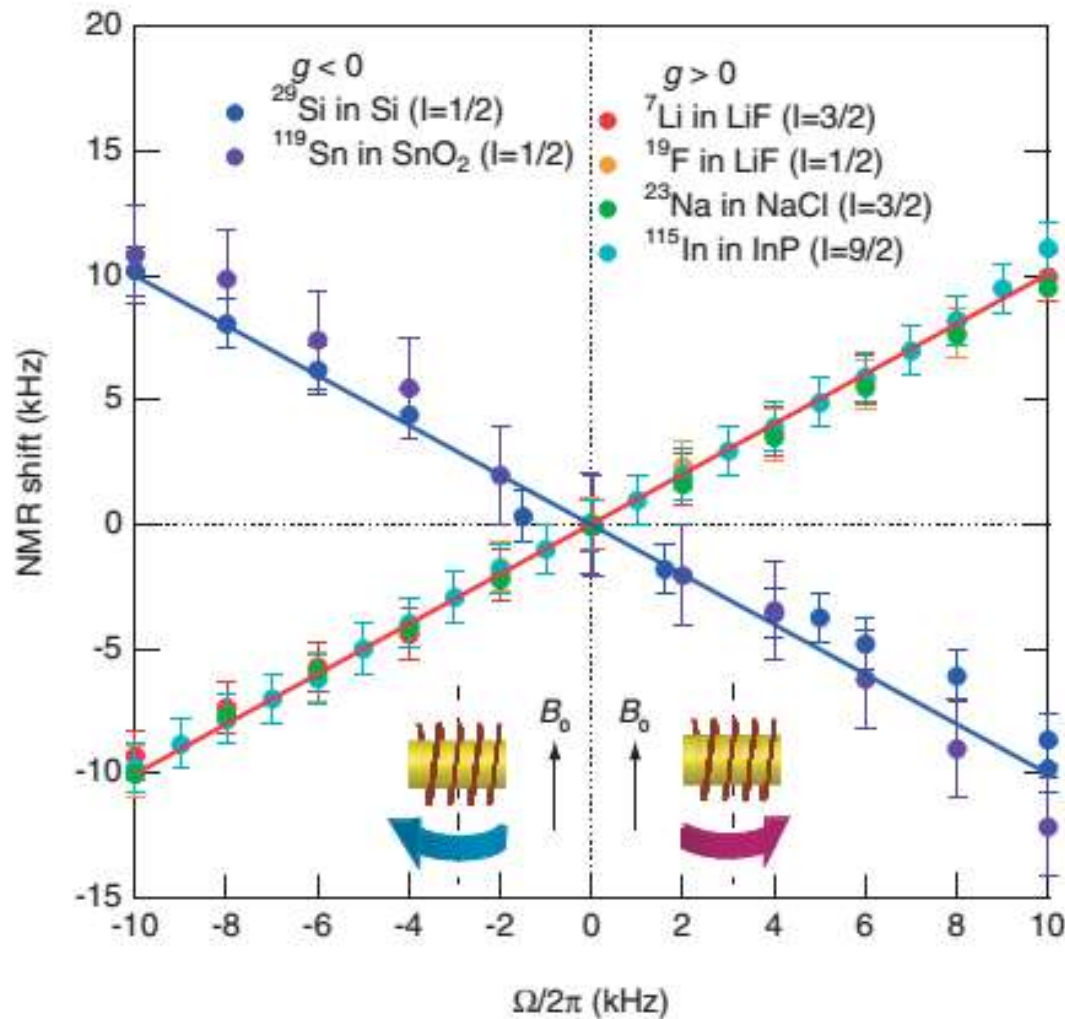 20
15
10
5
0
-5
-10
-15
NMR shift (kHz)
g < 0
²⁹Si in Si (I=1/2)
¹¹⁹Sn in SnO₂ (I=1/2)
g > 0
⁷Li in LiF (I=3/2)
¹⁹F in LiF (I=1/2)
²³Na in NaCl (I=3/2)
¹¹⁵In in InP (I=9/2)
B₀ B₀
-10 -8 -6 -4 -2 0 2 4 6 8 10
Ω/2π (kHz)